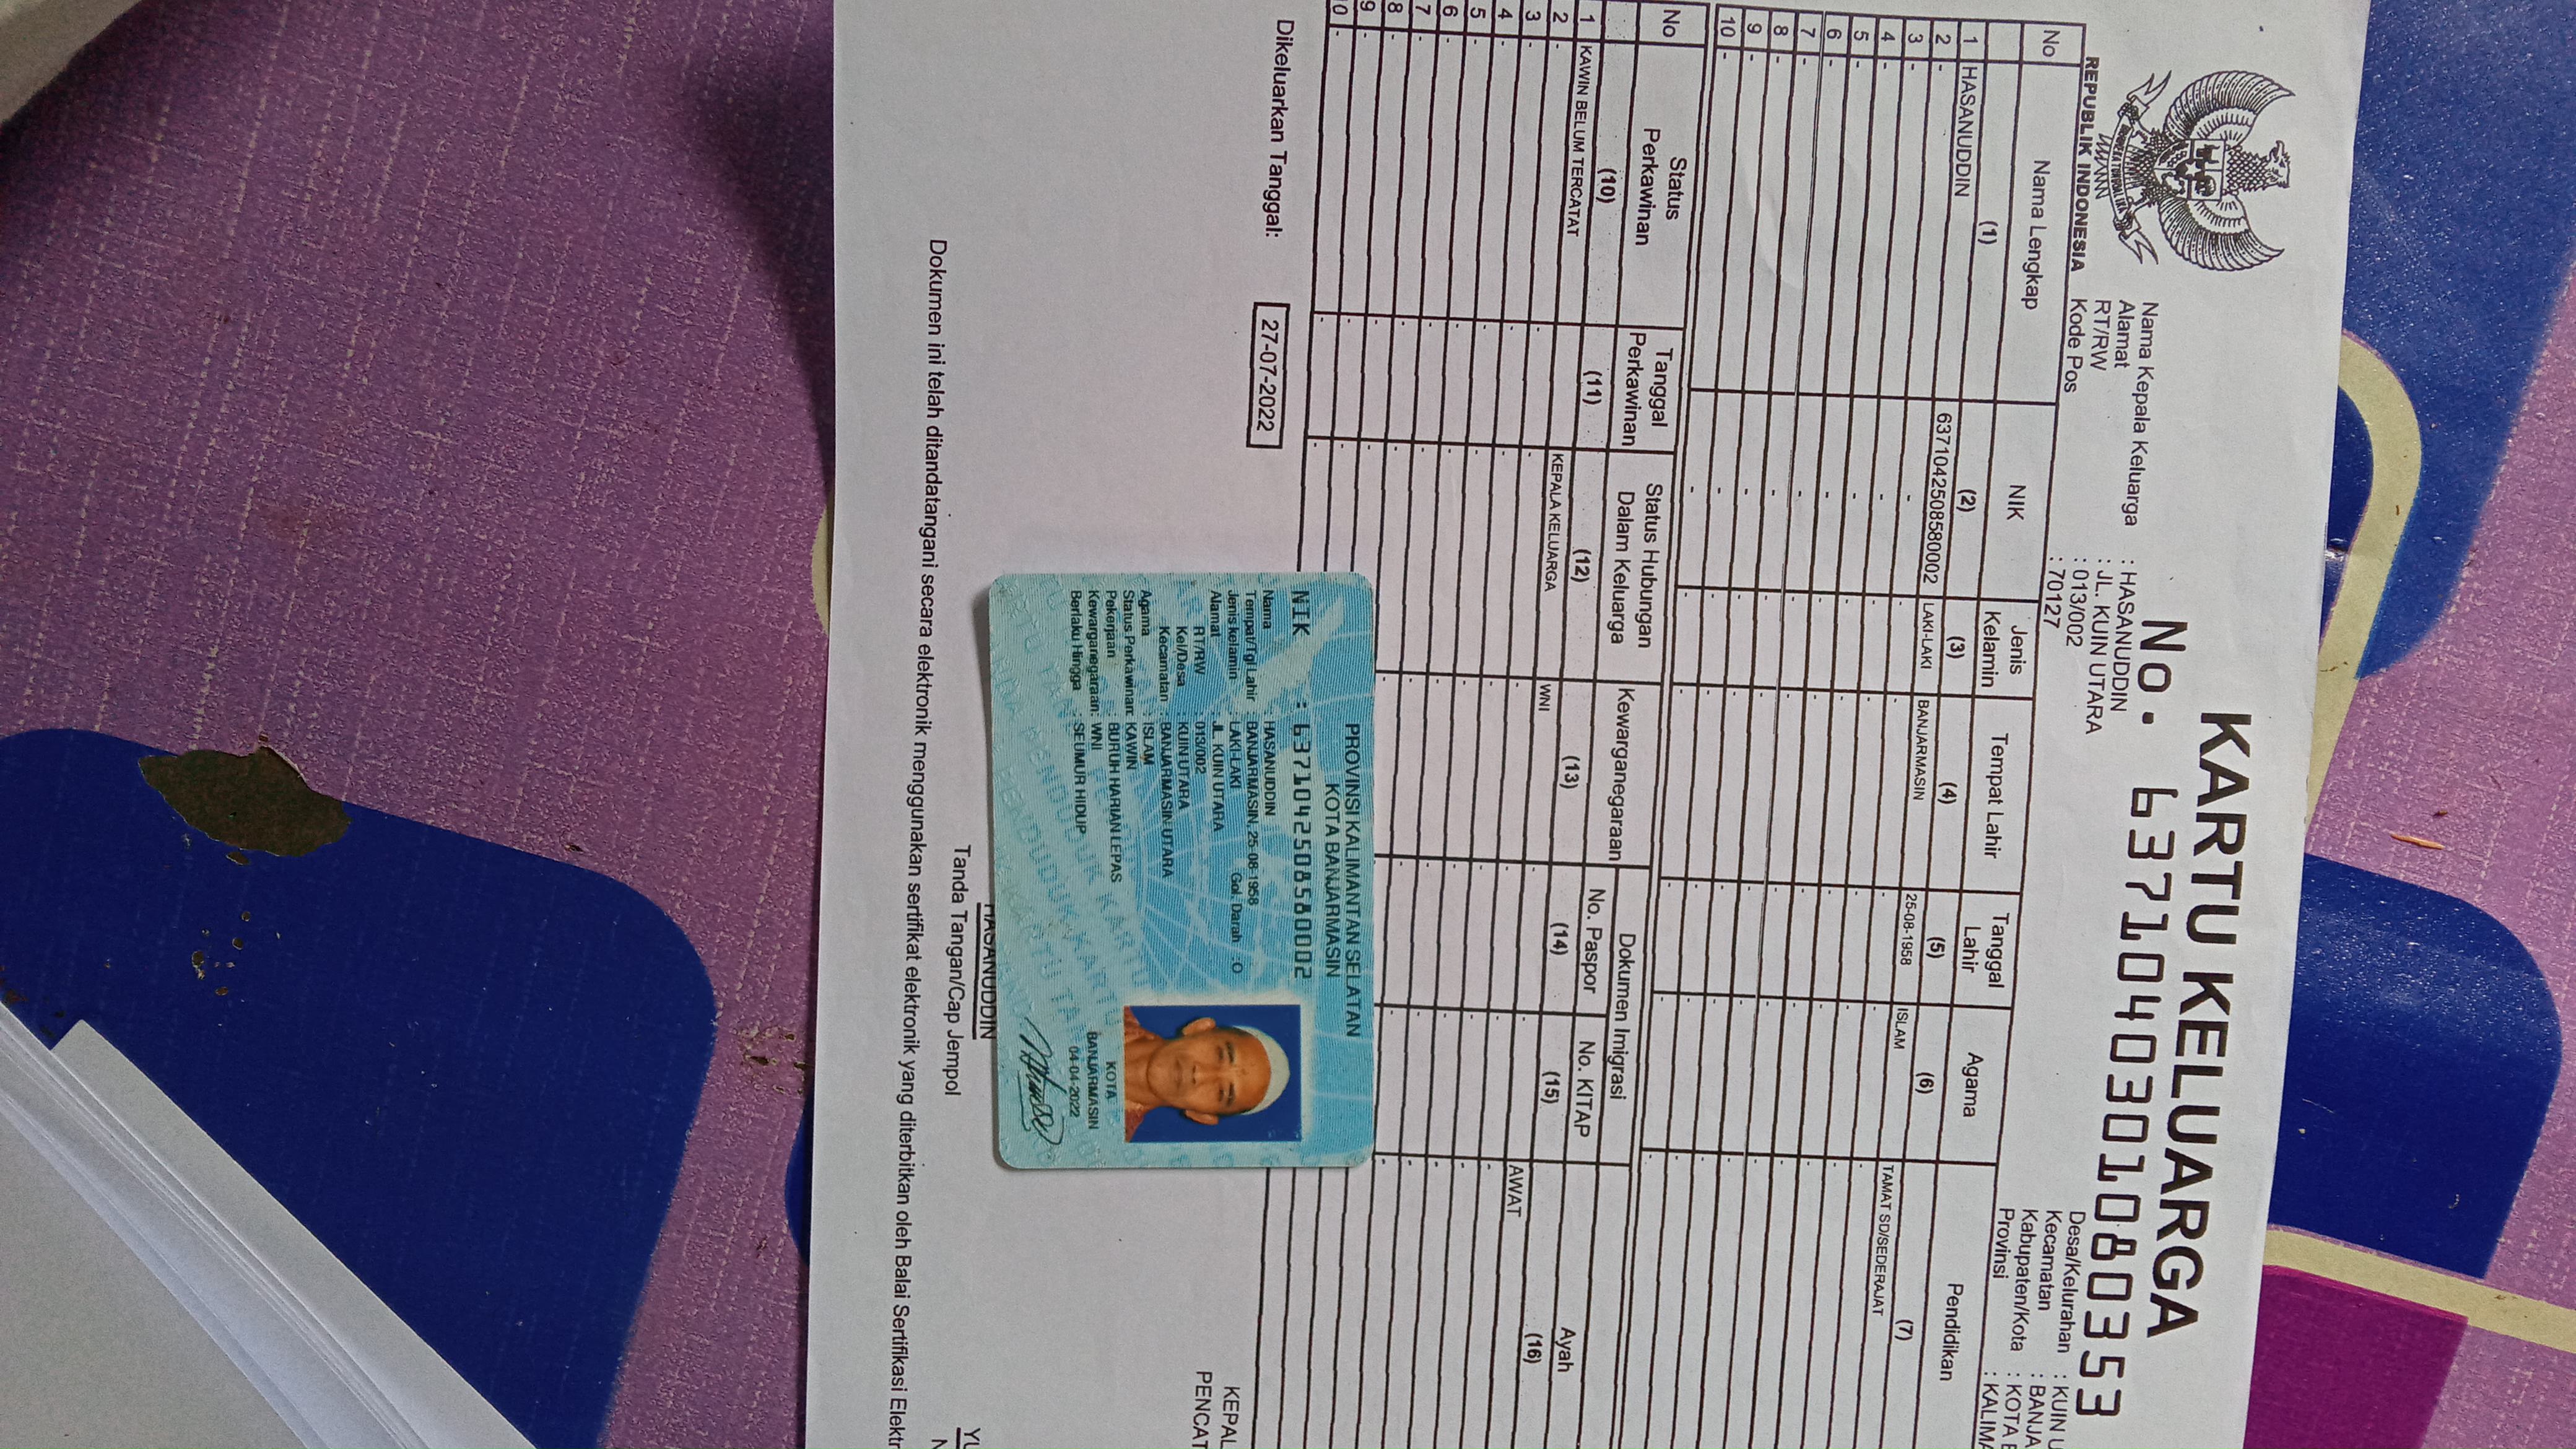 KARTU KELUARGA
No. 6371040301080353
REPUBLIK INDONESIA
Nama Kepala Keluarga : HASANUDDIN
Alamat : JL. KUIN UTARA
RT/RW : 013/002
Kode Pos : 70127
Desa/Kelurahan : KUIN U
Kecamatan : BANJA
Kabupaten/Kota : KOTA B
Provinsi : KALIMA
No Nama Lengkap NIK Jenis Kelamin Tempat Lahir Tanggal Lahir Agama Pendidikan
(1) (2) (3) (4) (5) (6) (7)
1 HASANUDDIN 6371042508580002 LAKI-LAKI BANJARMASIN 25-08-1958 ISLAM TAMAT SD/SEDERAJAT
2 - - - - - - -
3 - - - - - - -
4 - - - - - - -
5 - - - - - - -
6 - - - - - - -
7 - - - - - - -
8 - - - - - - -
9 - - - - - - -
10 - - - - - - -
No Status Perkawinan Tanggal Perkawinan Status Hubungan Dalam Keluarga Kewarganegaraan Dokumen Imigrasi
No. Paspor No. KITAP Ayah
(10) (11) (12) (13) (14) (15) (16)
1 KAWIN BELUM TERCATAT - KEPALA KELUARGA WNI - - AWAT
2 - - - - - - -
3 - - - - - - -
4 - - - - - - -
5 - - - - - - -
6 - - - - - - -
7 - - -
8 - - -
9 - - -
10 - - -
Dikeluarkan Tanggal: 27-07-2022
KEPAL
PENCAT
PROVINSI KALIMANTAN SELATAN
KOTA BANJARMASIN
NIK : 6371042508580002
Nama : HASANUDDIN
Tempat/Tgl Lahir : BANJARMASIN, 25-08-1958
Jenis kelamin : LAKI-LAKI Gol. Darah : O
Alamat : JL. KUIN UTARA
RT/RW : 013/002
Kel/Desa : KUIN UTARA
Kecamatan : BANJARMASIN UTARA
Agama : ISLAM
Status Perkawinan: KAWIN
Pekerjaan : BURUH HARIAN LEPAS
Kewarganegaraan: WNI
Berlaku Hingga : SEUMUR HIDUP
KOTA
BANJARMASIN
04-04-2022
HASANUDDIN
Tanda Tangan/Cap Jempol
YU
N
Dokumen ini telah ditandatangani secara elektronik menggunakan sertifikat elektronik yang diterbitkan oleh Balai Sertifikasi Elektr